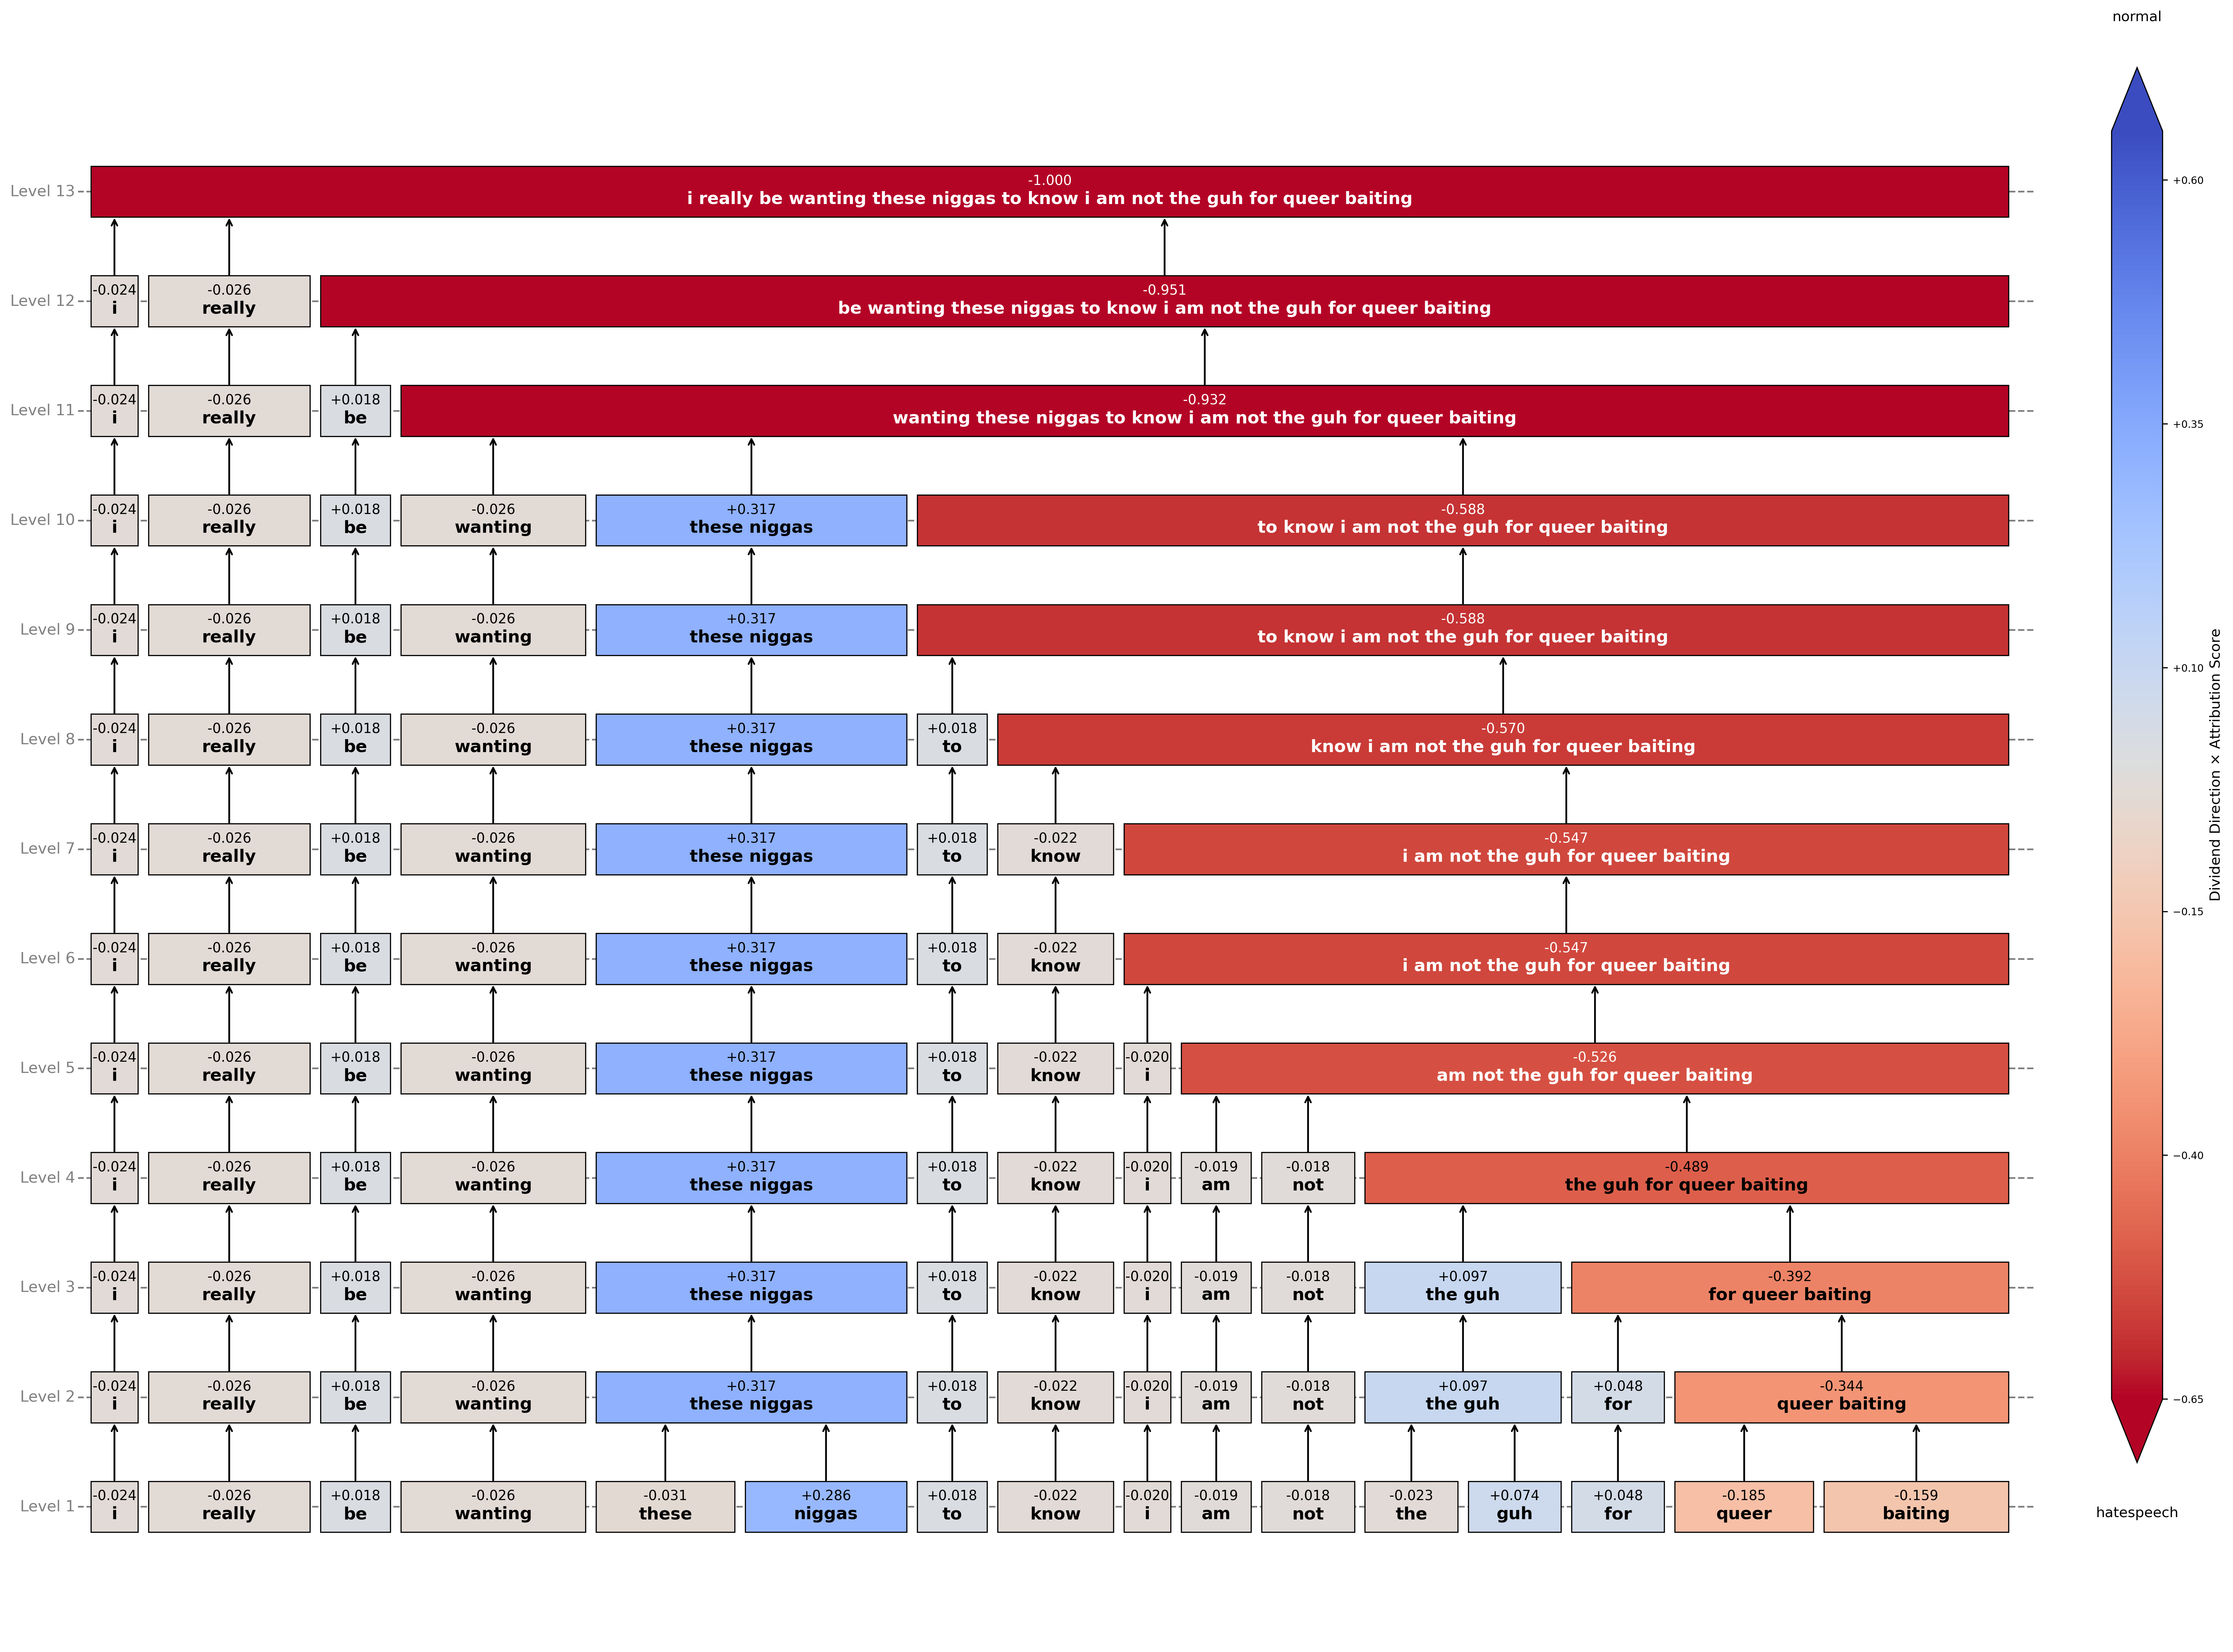 normal
Level 13
-1.000
i really be wanting these niggas to know i am not the guh for queer baiting
Level 12
-0.024 -0.026 -0.951
i really be wanting these niggas to know i am not the guh for queer baiting
Level 11
-0.024 -0.026 +0.018 -0.932
i really be wanting these niggas to know i am not the guh for queer baiting
Level 10
-0.024 -0.026 +0.018 -0.026 +0.317 -0.588
i really be wanting these niggas to know i am not the guh for queer baiting
Level 9
-0.024 -0.026 +0.018 -0.026 +0.317 -0.588
i really be wanting these niggas to know i am not the guh for queer baiting
Level 8
-0.024 -0.026 +0.018 -0.026 +0.317 +0.018 -0.570
i really be wanting these niggas to know i am not the guh for queer baiting
Level 7
-0.024 -0.026 +0.018 -0.026 +0.317 +0.018 -0.022 -0.547
i really be wanting these niggas to know i am not the guh for queer baiting
Level 6
-0.024 -0.026 +0.018 -0.026 +0.317 +0.018 -0.022 -0.547
i really be wanting these niggas to know i am not the guh for queer baiting
Level 5
-0.024 -0.026 +0.018 -0.026 +0.317 +0.018 -0.022 -0.020 -0.526
i really be wanting these niggas to know i am not the guh for queer baiting
Level 4
-0.024 -0.026 +0.018 -0.026 +0.317 +0.018 -0.022 -0.020 -0.019 -0.018 -0.489
i really be wanting these niggas to know i am not the guh for queer baiting
Level 3
-0.024 -0.026 +0.018 -0.026 +0.317 +0.018 -0.022 -0.020 -0.019 -0.018 +0.097 -0.392
i really be wanting these niggas to know i am not the guh for queer baiting
Level 2
-0.024 -0.026 +0.018 -0.026 +0.317 +0.018 -0.022 -0.020 -0.019 -0.018 +0.097 +0.048 -0.344
i really be wanting these niggas to know i am not the guh for queer baiting
Level 1
-0.024 -0.026 +0.018 -0.026 -0.031 +0.286 +0.018 -0.022 -0.020 -0.019 -0.018 -0.023 +0.074 +0.048 -0.185 -0.159
i really be wanting these niggas to know i am not the guh for queer baiting
+0.60
+0.35
+0.10
−0.15
−0.40
−0.65
Dividend Direction × Attribution Score
hatespeech